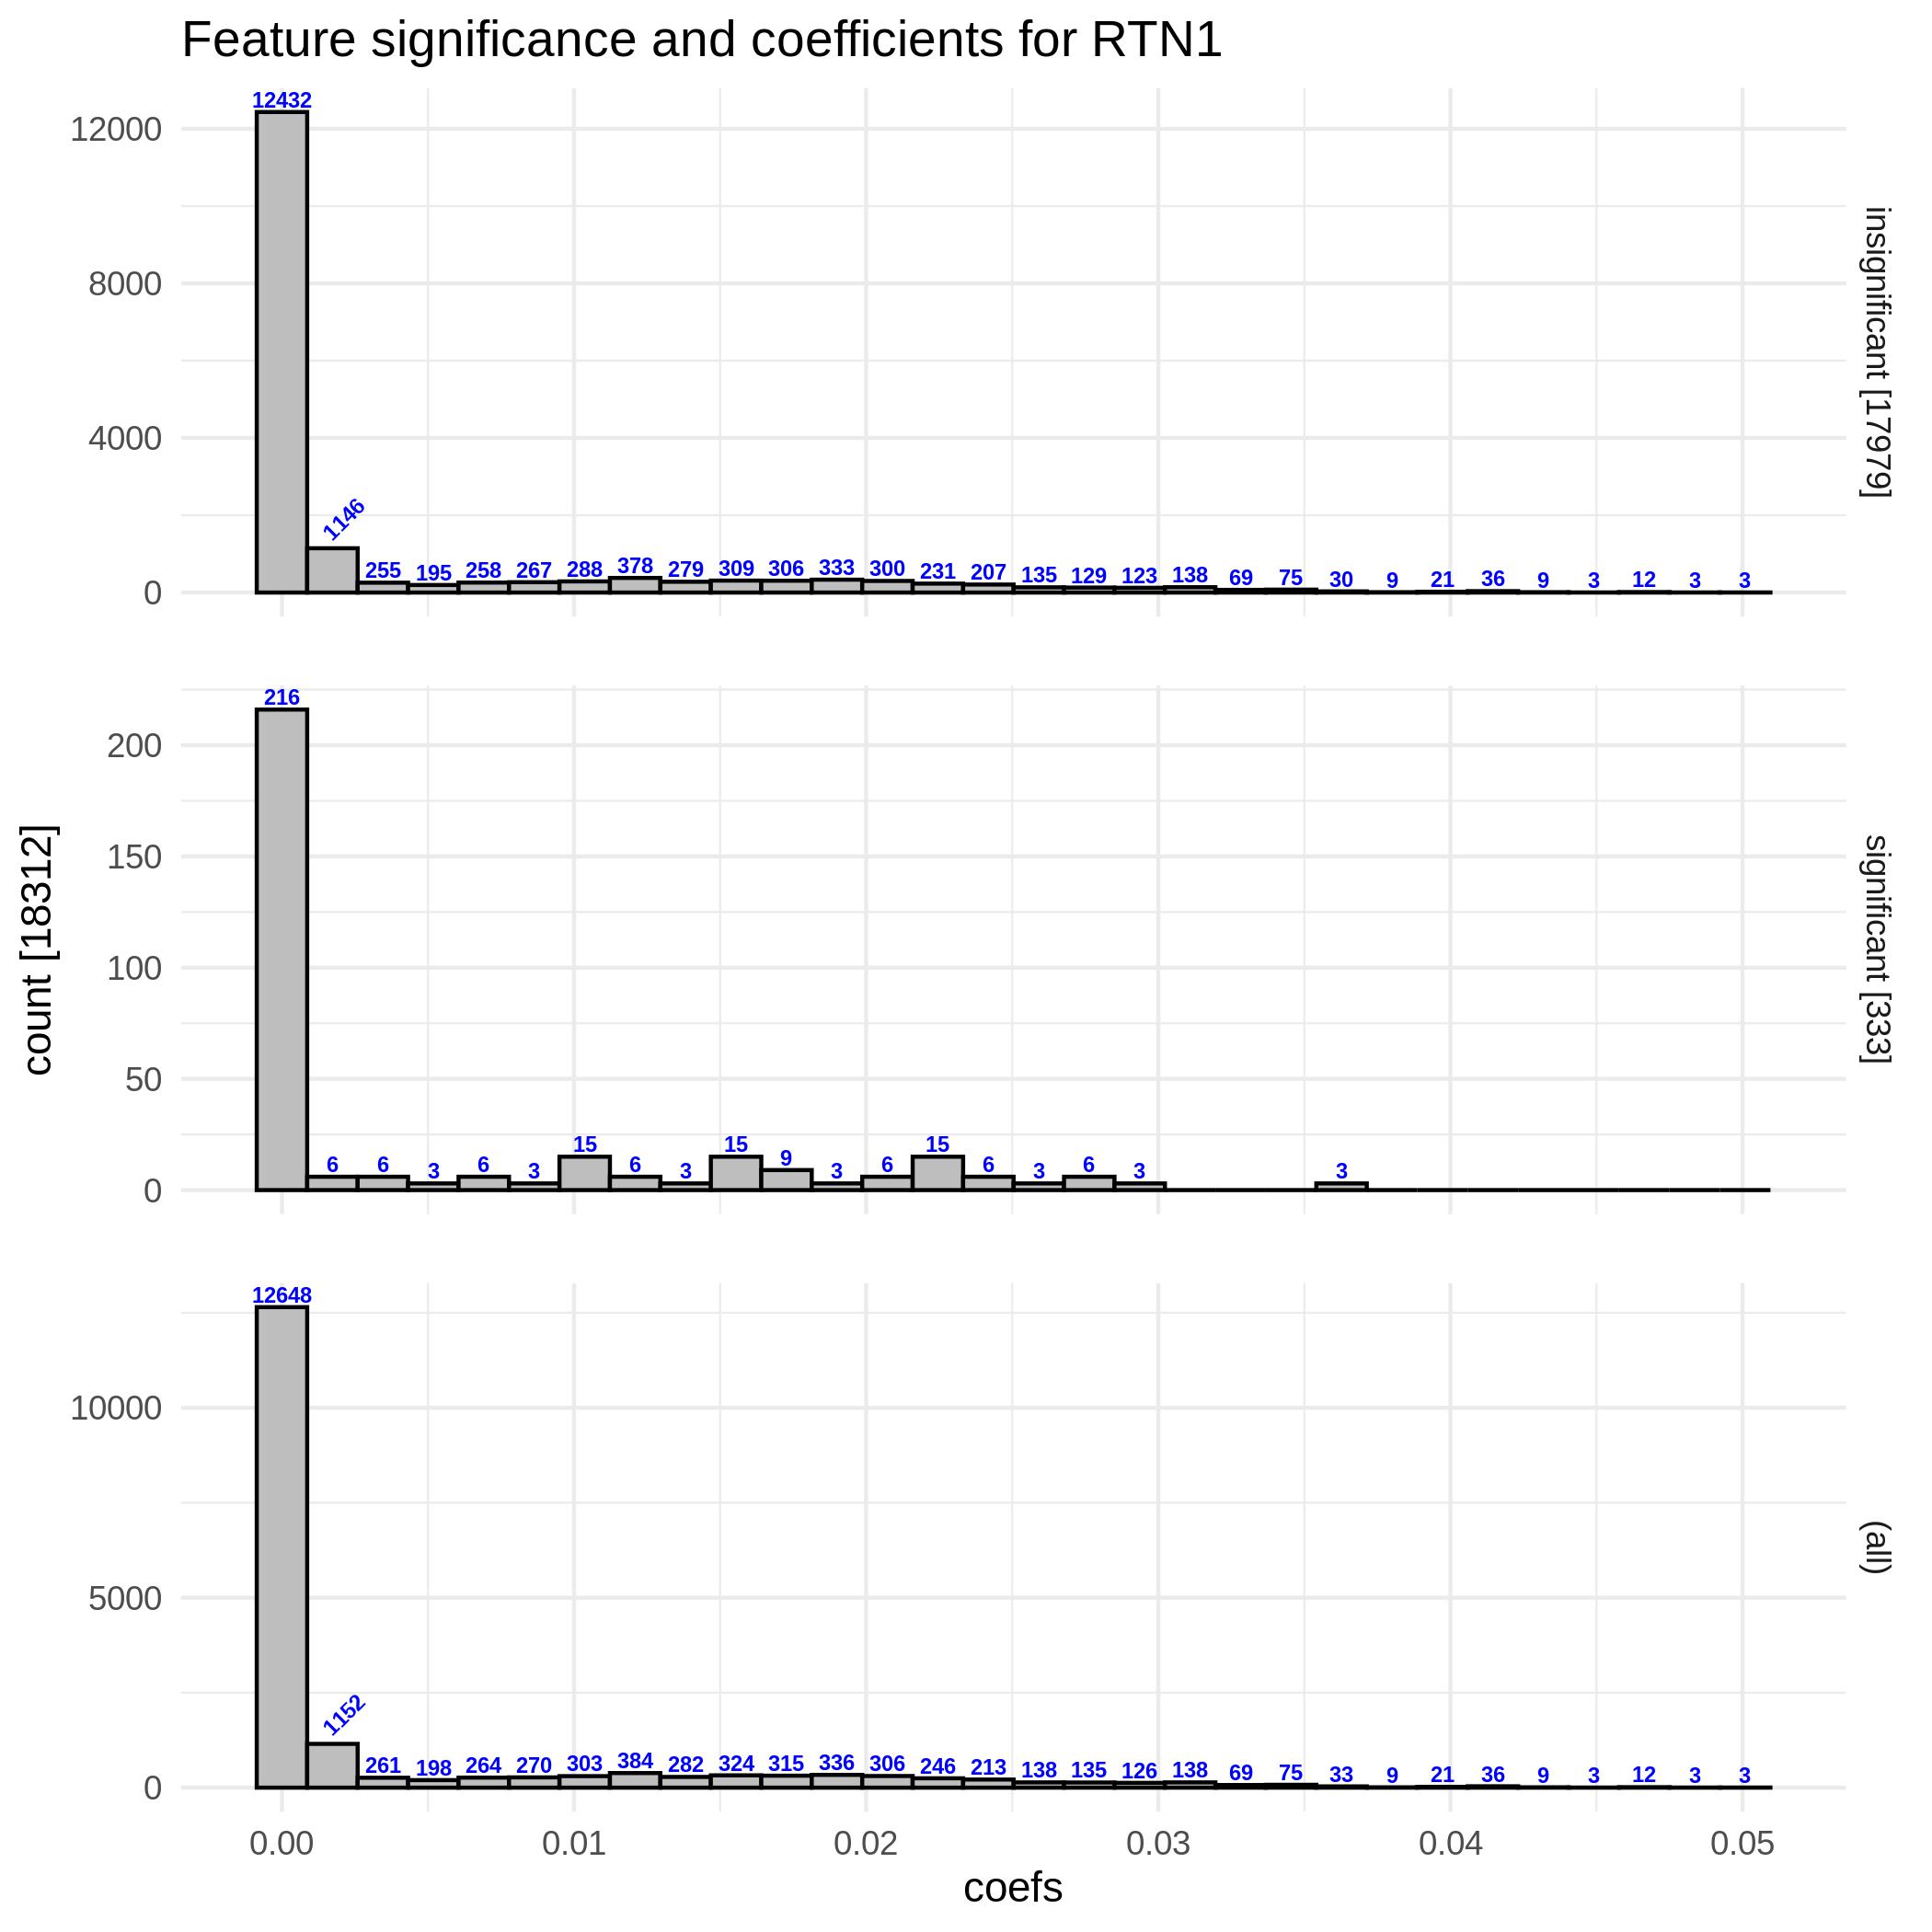 Feature significance and coefficients for RTN1
12432
12000
8000
4000
0
1146
255 195 258 267 288 378 279 309 306 333 300 231 207 135 129 123 138 69 75 30 9 21 36 9 3 12 3 3
insignificant [17979]
count [18312]
216
200
150
100
50
0
6 6 3 6 3 15 6 3 15 9 3 6 15 6 3 6 3 3
significant [333]
12648
10000
5000
0
1152
261 198 264 270 303 384 282 324 315 336 306 246 213 138 135 126 138 69 75 33 9 21 36 9 3 12 3 3
(all)
0.00 0.01 0.02 0.03 0.04 0.05
coefs